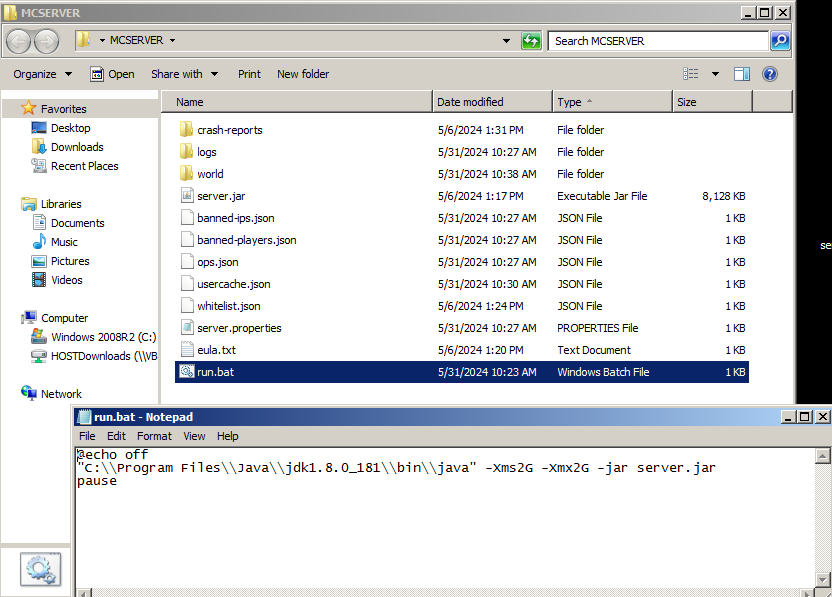 MCSERVER
MCSERVER
Search MCSERVER
Organize Open Share with Print New folder
Name Date modified Type Size
Favorites
Desktop
Downloads
Recent Places
Libraries
Documents
Music
Pictures
Videos
Computer
Windows 2008R2 (C:)
HOSTDownloads (\\VB
Network
crash-reports 5/6/2024 1:31 PM File folder
logs 5/31/2024 10:27 AM File folder
world 5/31/2024 10:38 AM File folder
server.jar 5/6/2024 1:17 PM Executable Jar File 8,128 KB
banned-ips.json 5/31/2024 10:27 AM JSON File 1 KB
banned-players.json 5/31/2024 10:27 AM JSON File 1 KB
ops.json 5/31/2024 10:27 AM JSON File 1 KB
usercache.json 5/31/2024 10:30 AM JSON File 1 KB
whitelist.json 5/6/2024 1:24 PM JSON File 1 KB
server.properties 5/31/2024 10:27 AM PROPERTIES File 1 KB
eula.txt 5/6/2024 1:20 PM Text Document 1 KB
run.bat 5/31/2024 10:23 AM Windows Batch File 1 KB
se
run.bat - Notepad
File Edit Format View Help
@echo off
"C:\\Program Files\\Java\\jdk1.8.0_181\\bin\\java" -Xms2G -Xmx2G -jar server.jar
pause